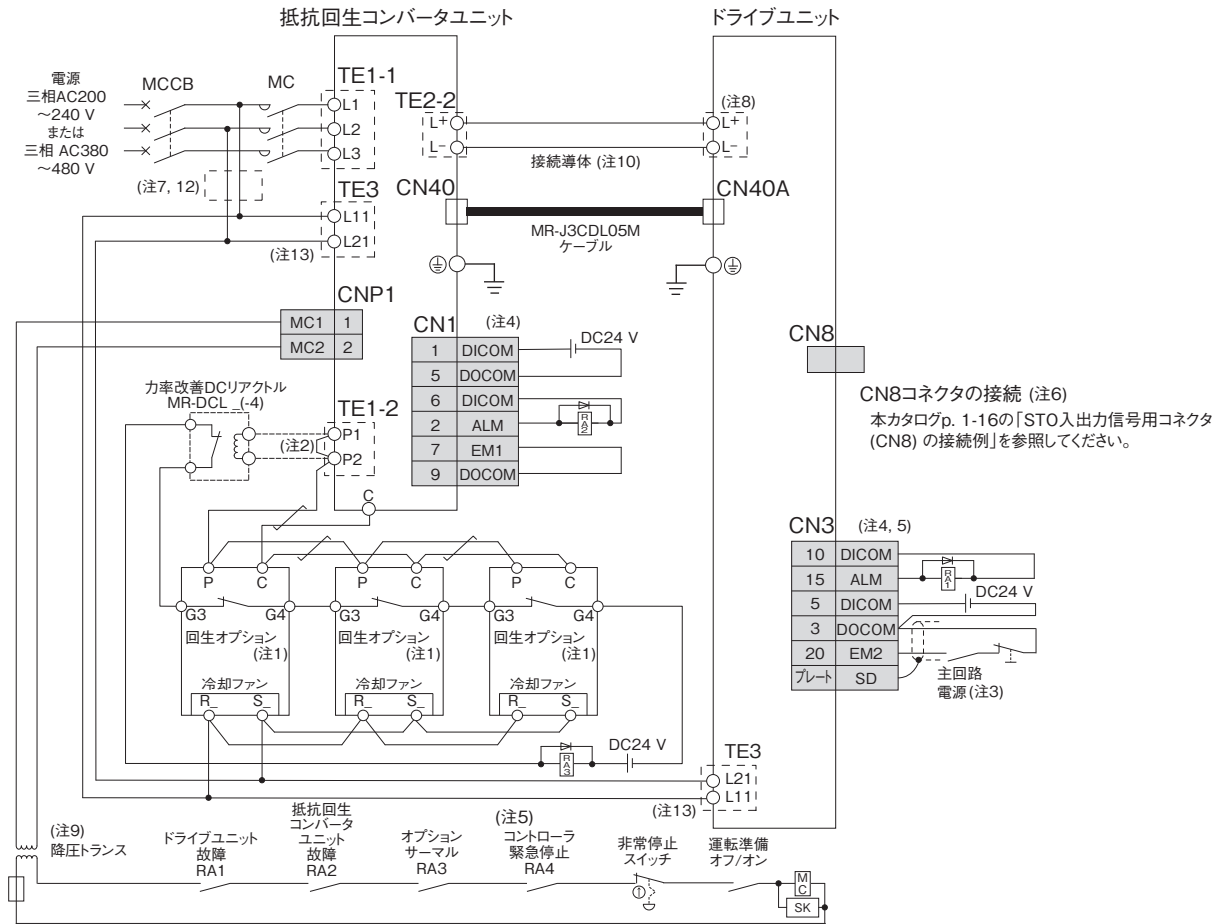 抵抗回生コンバータユニット
ドライブユニット
電源
三相AC200
～240 V
または
三相 AC380
～480 V
MCCB
MC
TE1-1
L1
L2
L3
TE2-2
L+
L-
(注8)
L+
L-
接続導体 (注10)
(注7, 12)
TE3
L11
L21
(注13)
CN40
CN40A
MR-J3CDL05M
ケーブル
CNP1
MC1 1
MC2 2
CN1 (注4)
1 DICOM
5 DOCOM
6 DICOM
2 ALM
7 EM1
9 DOCOM
DC24 V
RA2
CN8
CN8コネクタの接続 (注6)
本カタログp. 1-16の「STO入出力信号用コネクタ
(CN8) の接続例」を参照してください。
力率改善DCリアクトル
MR-DCL _(-4)
(注2)
TE1-2
P1
P2
C
P C P C P C
G3 G4 G3 G4 G3 G4
回生オプション 回生オプション 回生オプション
(注1) (注1) (注1)
冷却ファン 冷却ファン 冷却ファン
R_ S_ R_ S_ R_ S_
CN3 (注4, 5)
10 DICOM
15 ALM
5 DICOM
3 DOCOM
20 EM2
プレート SD
RA1
DC24 V
主回路
電源 (注3)
RA3
DC24 V
TE3
L21
L11
(注13)
(注9)
降圧トランス
ドライブユニット
故障
RA1
抵抗回生
コンバータ
ユニット
故障
RA2
オプション
サーマル
RA3
(注5)
コントローラ
緊急停止
RA4
非常停止
スイッチ
運転準備
オフ/オン
MC
SK